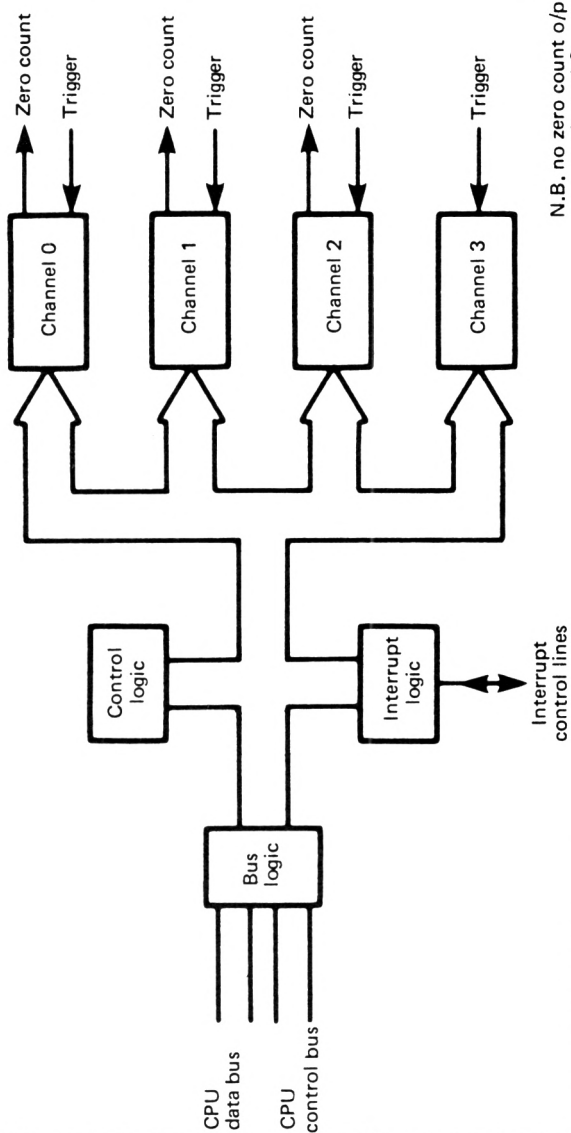 CPU
data bus
CPU
control bus
Bus
logic
Control
logic
Interrupt
logic
Interrupt
control lines
Channel 0
Zero count
Trigger
Channel 1
Zero count
Trigger
Channel 2
Zero count
Trigger
Channel 3
Trigger
N.B. no zero count o/p